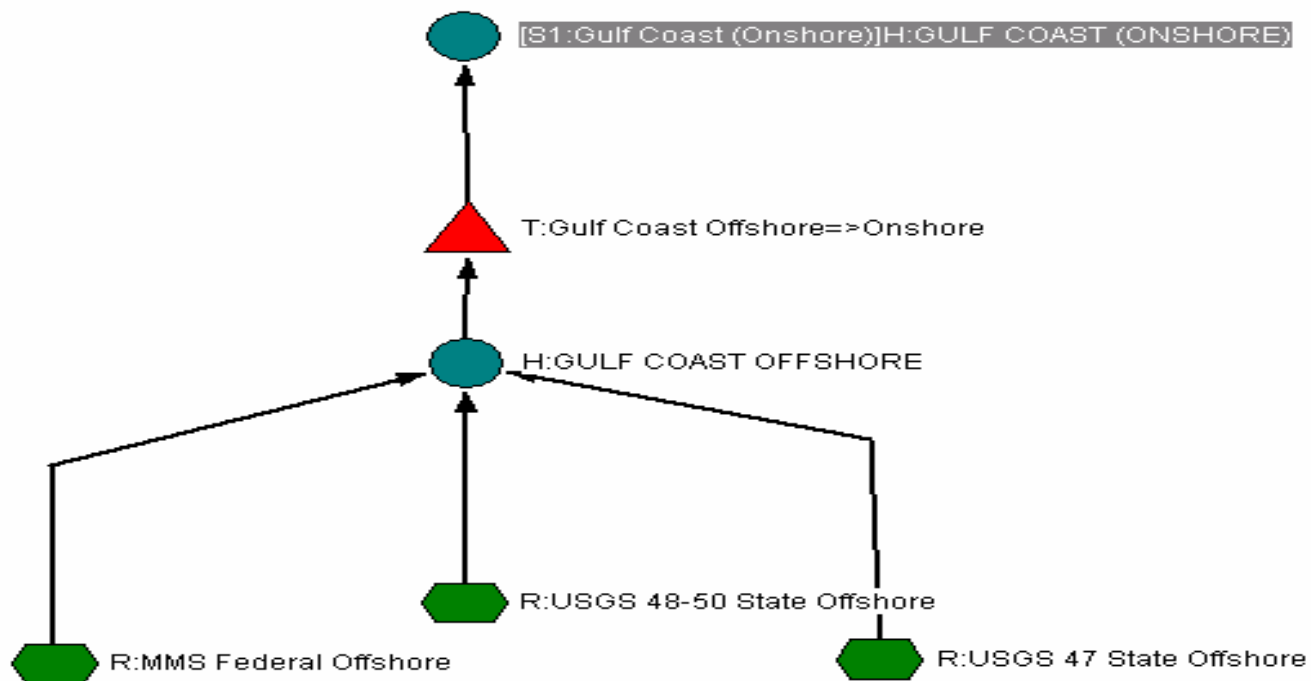 [S1:Gulf Coast (Onshore)]H:GULF COAST (ONSHORE)
T:Gulf Coast Offshore=>Onshore
H:GULF COAST OFFSHORE
R:USGS 48-50 State Offshore
R:MMS Federal Offshore
R:USGS 47 State Offshore